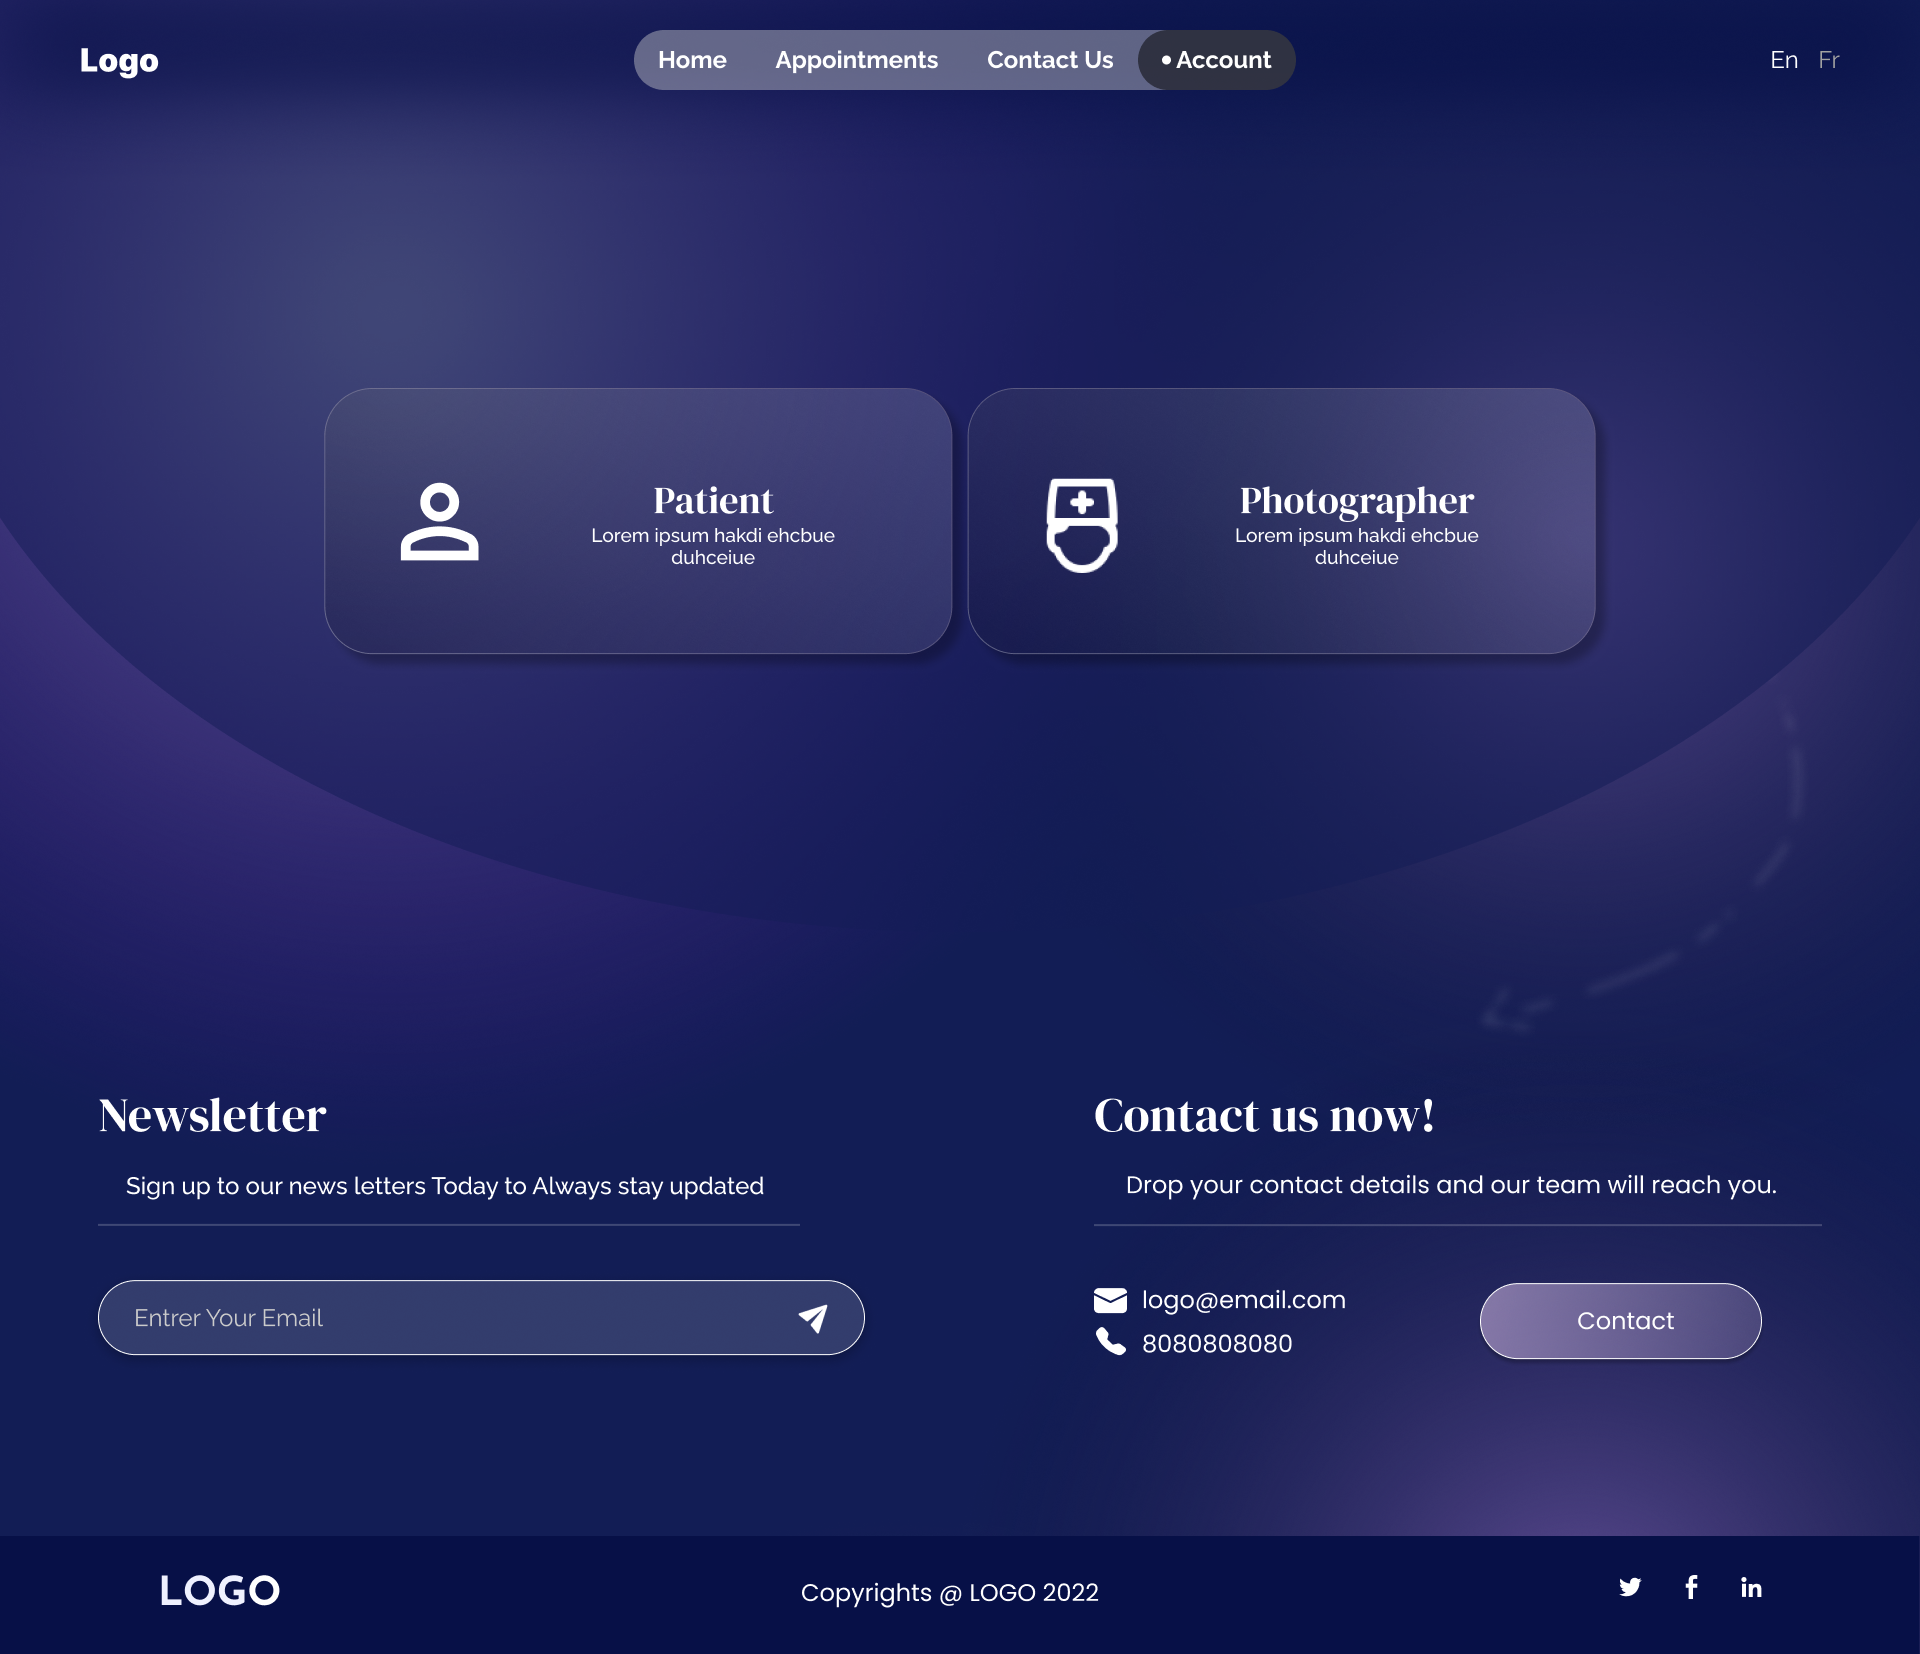 Logo
Home
Appointments
Contact Us
Account
En
Fr
Patient
Lorem ipsum hakdi ehcbue
duhceiue
Photographer
Lorem ipsum hakdi ehcbue
duhceiue
Newsletter
Sign up to our news letters Today to Always stay updated
Entrer Your Email
Contact us now!
Drop your contact details and our team will reach you.
logo@email.com
8080808080
Contact
LOGO
Copyrights @ LOGO 2022